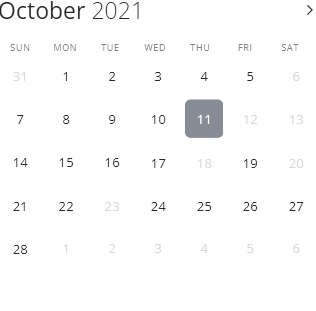 October 2021
SUN MON TUE WED THU FRI SAT
31 1 2 3 4 5 6
7 8 9 10 11 12 13
14 15 16 17 18 19 20
21 22 23 24 25 26 27
28 1 2 3 4 5 6